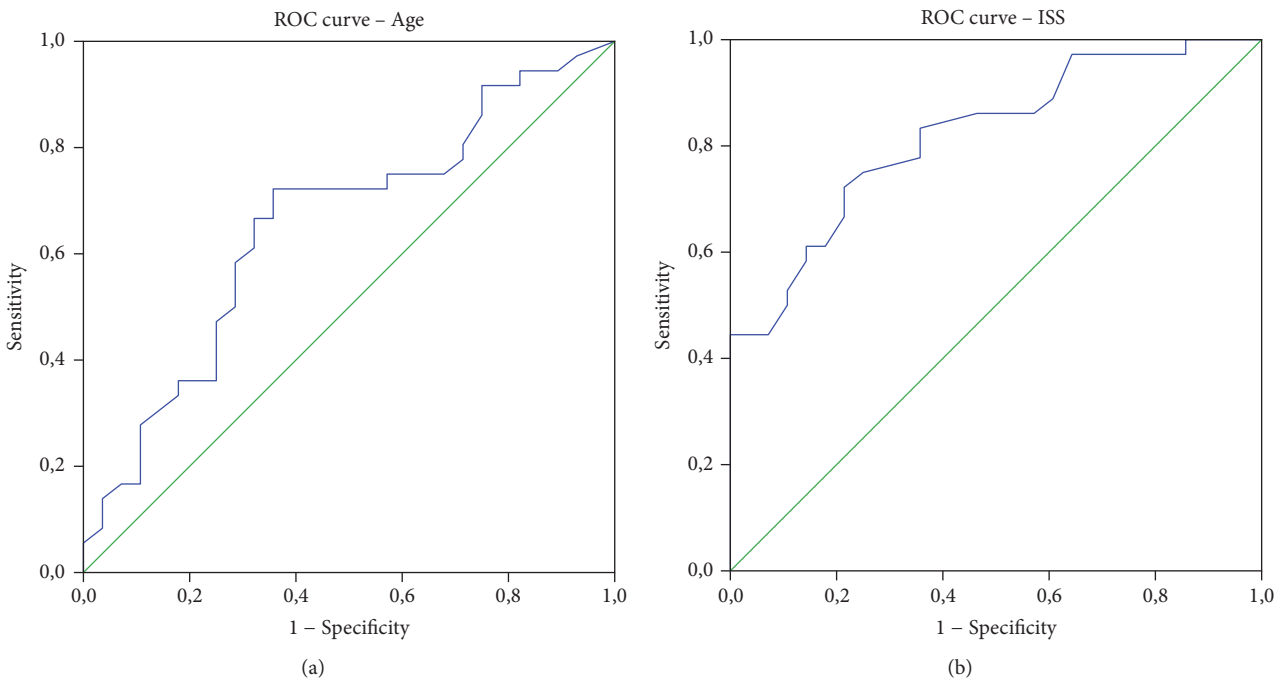 ROC curve – Age
1,0
0,8
0,6
0,4
0,2
0,0
Sensitivity
0,0 0,2 0,4 0,6 0,8 1,0
1 – Specificity
(a)
ROC curve – ISS
1,0
0,8
0,6
0,4
0,2
0,0
Sensitivity
0,0 0,2 0,4 0,6 0,8 1,0
1 – Specificity
(b)